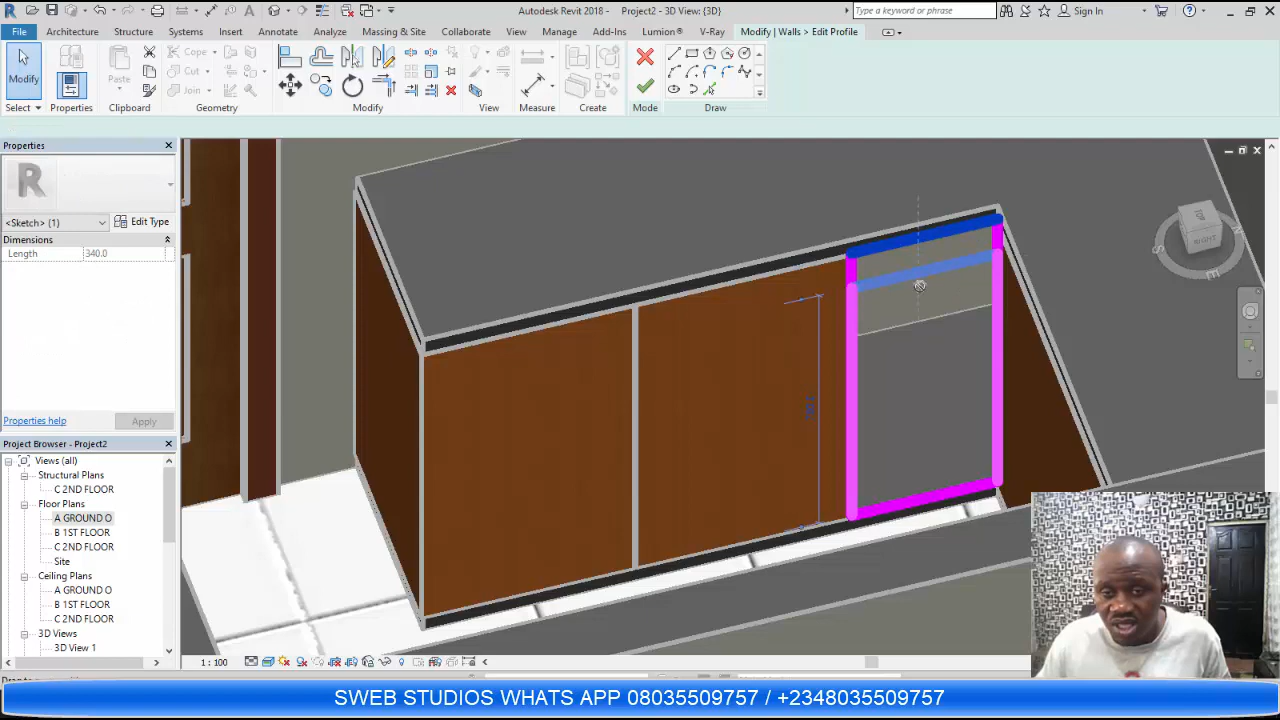 Autodesk Revit 2018 -    Project2 - 3D View: {3D}
Type a keyword or phrase
Sign In
File Architecture Structure Systems Insert Annotate Analyze Massing & Site Collaborate View Manage Add-Ins Lumion® V-Ray Modify | Walls > Edit Profile
Modify
Paste
Cope
Cut
Join
Select Properties Clipboard Geometry Modify View Measure Create Mode Draw
Properties
<Sketch> (1)
Edit Type
Dimensions
Length 340.0
Properties help
Apply
Project Browser - Project2
Views (all)
Structural Plans
C 2ND FLOOR
Floor Plans
A GROUND O
B 1ST FLOOR
C 2ND FLOOR
Site
Ceiling Plans
A GROUND O
B 1ST FLOOR
C 2ND FLOOR
3D Views
3D View 1
TOP
RIGHT
S
E
1 : 100
SWEB STUDIOS WHATS APP 08035509757 / +2348035509757